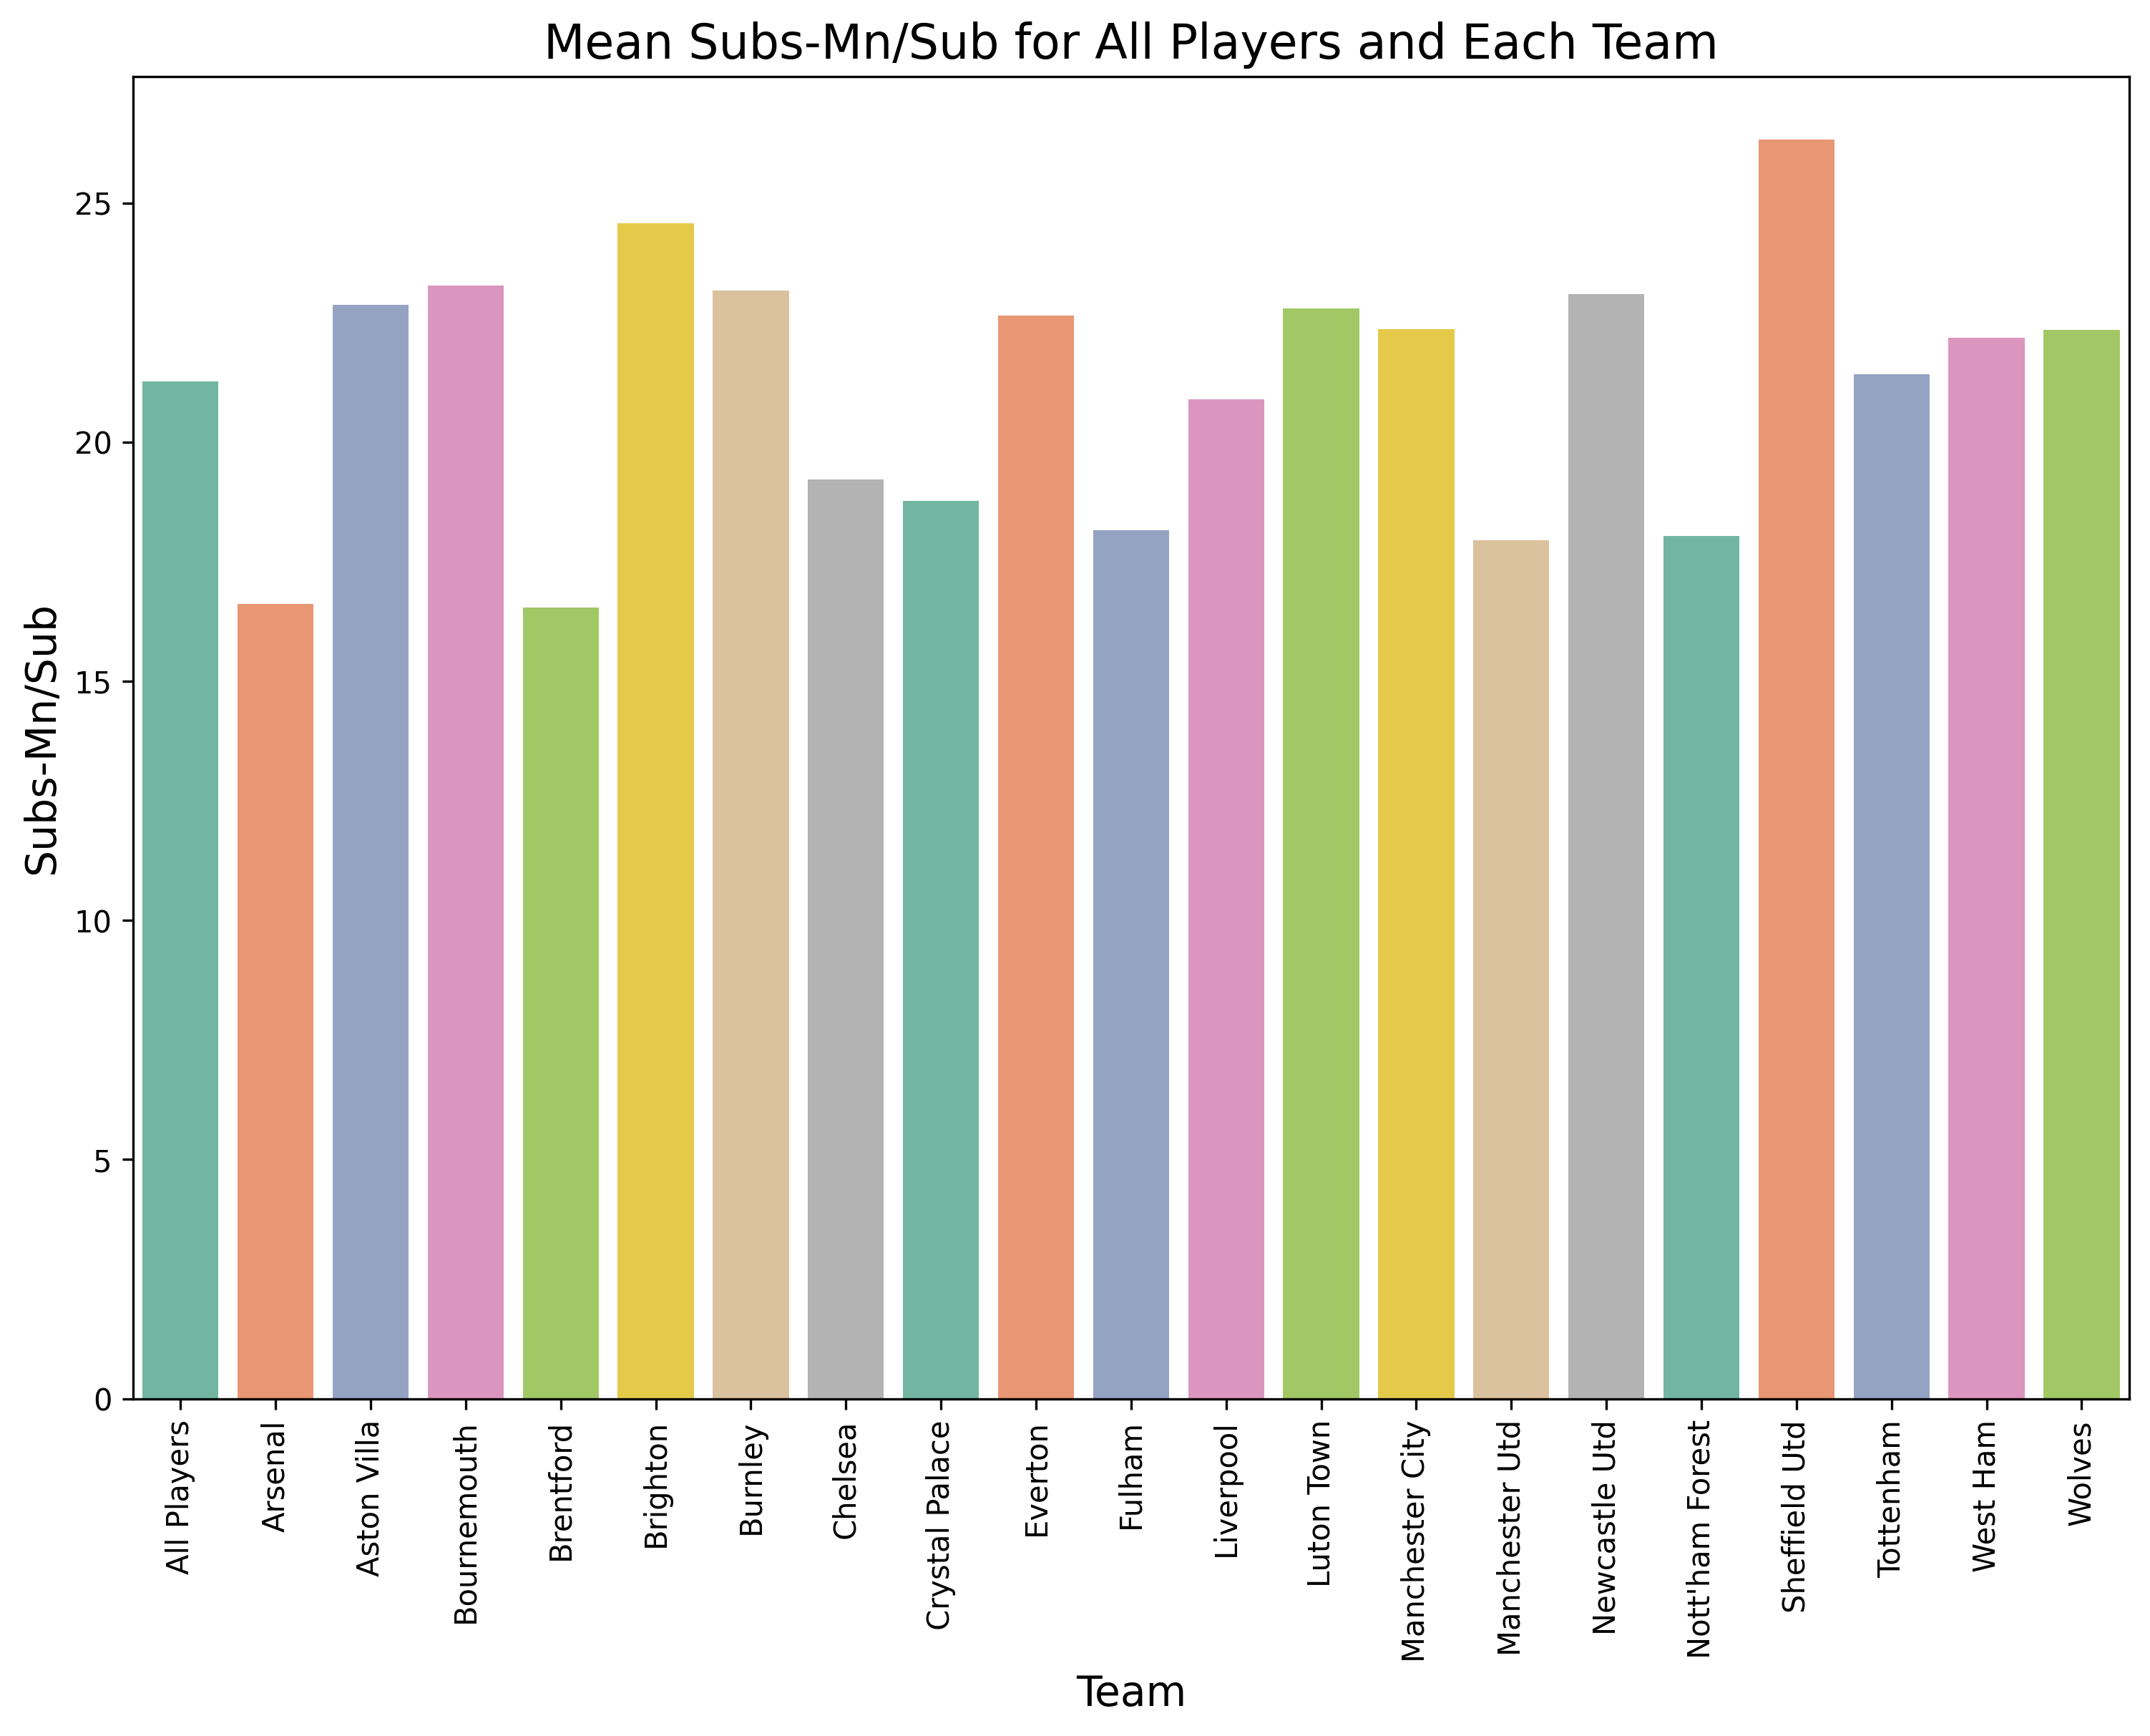 Mean Subs-Mn/Sub for All Players and Each Team
Subs-Mn/Sub
25
20
15
10
5
0
All Players
Arsenal
Aston Villa
Bournemouth
Brentford
Brighton
Burnley
Chelsea
Crystal Palace
Everton
Fulham
Liverpool
Luton Town
Manchester City
Manchester Utd
Newcastle Utd
Nott'ham Forest
Sheffield Utd
Tottenham
West Ham
Wolves
Team